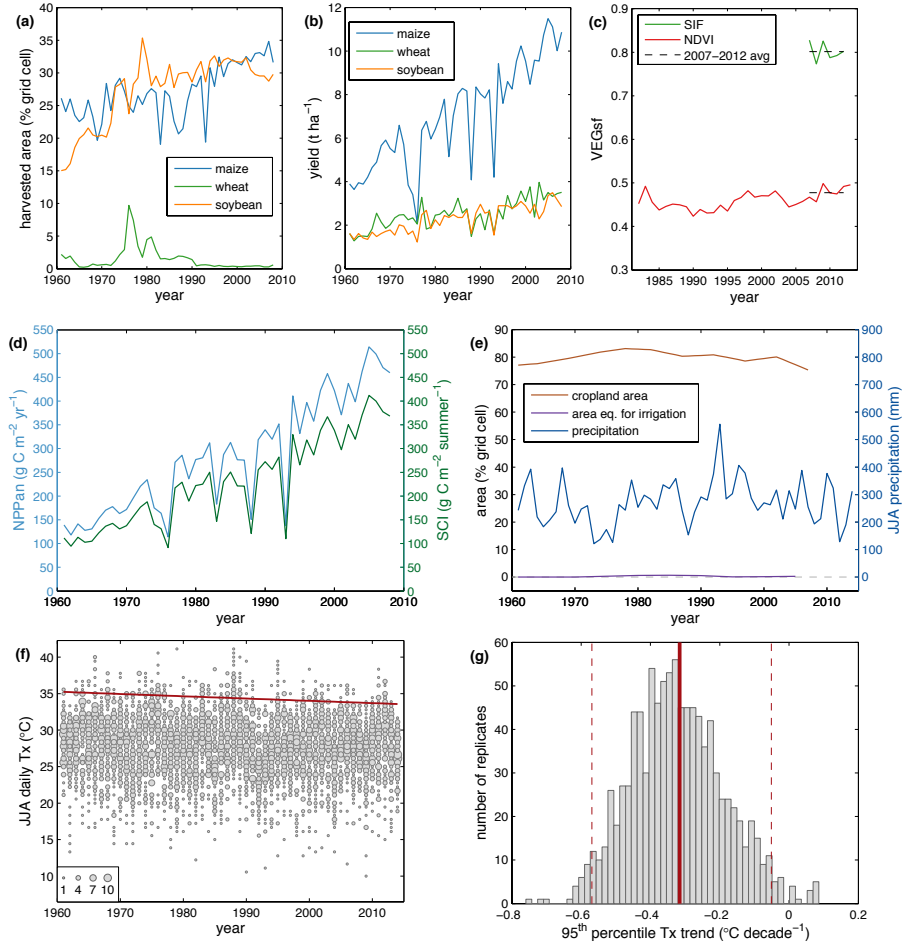 (a)
harvested area (% grid cell)
40
35
30
25
20
15
10
5
0
maize
wheat
soybean
1960 1970 1980 1990 2000 2010
year
(b)
yield (t ha⁻¹)
12
10
8
6
4
2
0
maize
wheat
soybean
1960 1970 1980 1990 2000 2010
year
(c)
VEGsf
0.9
0.8
0.7
0.6
0.5
0.4
0.3
SIF
NDVI
2007−2012 avg
1985 1990 1995 2000 2005 2010
year
(d)
NPPan (g C m⁻² yr⁻¹)
550
500
450
400
350
300
250
200
150
100
50
0
550
500
450
400
350
300
250
200
150
100
50
0
SCI (g C m⁻² summer⁻¹)
1960 1970 1980 1990 2000 2010
year
(e)
area (% grid cell)
90
80
70
60
50
40
30
20
10
0
cropland area
area eq. for irrigation
precipitation
900
800
700
600
500
400
300
200
100
0
JJA precipitation (mm)
1960 1970 1980 1990 2000 2010
year
(f)
JJA daily Tx (°C)
40
35
30
25
20
15
10
1 4 7 10
1960 1970 1980 1990 2000 2010
year
(g)
number of replicates
60
50
40
30
20
10
0
−0.8 −0.6 −0.4 −0.2 0 0.2
95th percentile Tx trend (°C decade⁻¹)